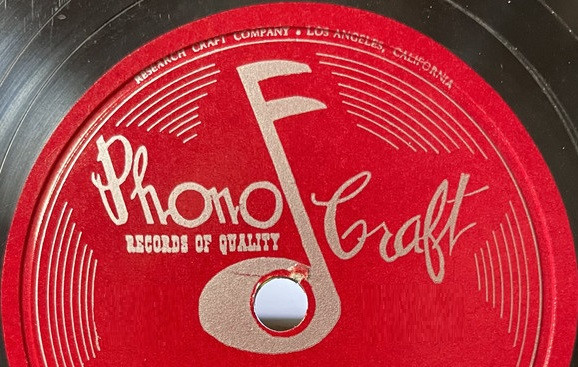 RESEARCH CRAFT COMPANY • LOS ANGELES, CALIFORNIA
Phono Craft
RECORDS OF QUALITY